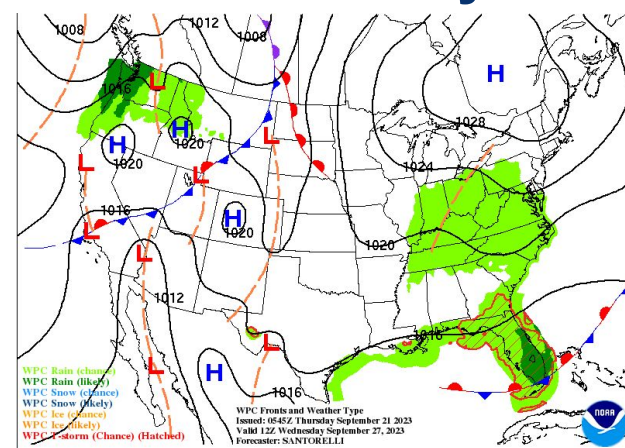 1008
1012
1008
1016
H
1028
L
H
H
1020
1020
1024
L
L
L
H
1016
1020
1020
L
L
1012
1016
L
L
H
1016
WPC Rain (chance)
WPC Rain (likely)
WPC Snow (chance)
WPC Snow (likely)
WPC Ice (chance)
WPC Ice (likely)
WPC T-storm (Chance) (Hatched)
WPC Fronts and Weather Type
Issued: 0545Z Thursday September 21 2023
Valid 12Z Wednesday September 27, 2023
Forecaster: SANTORELLI
NOAA